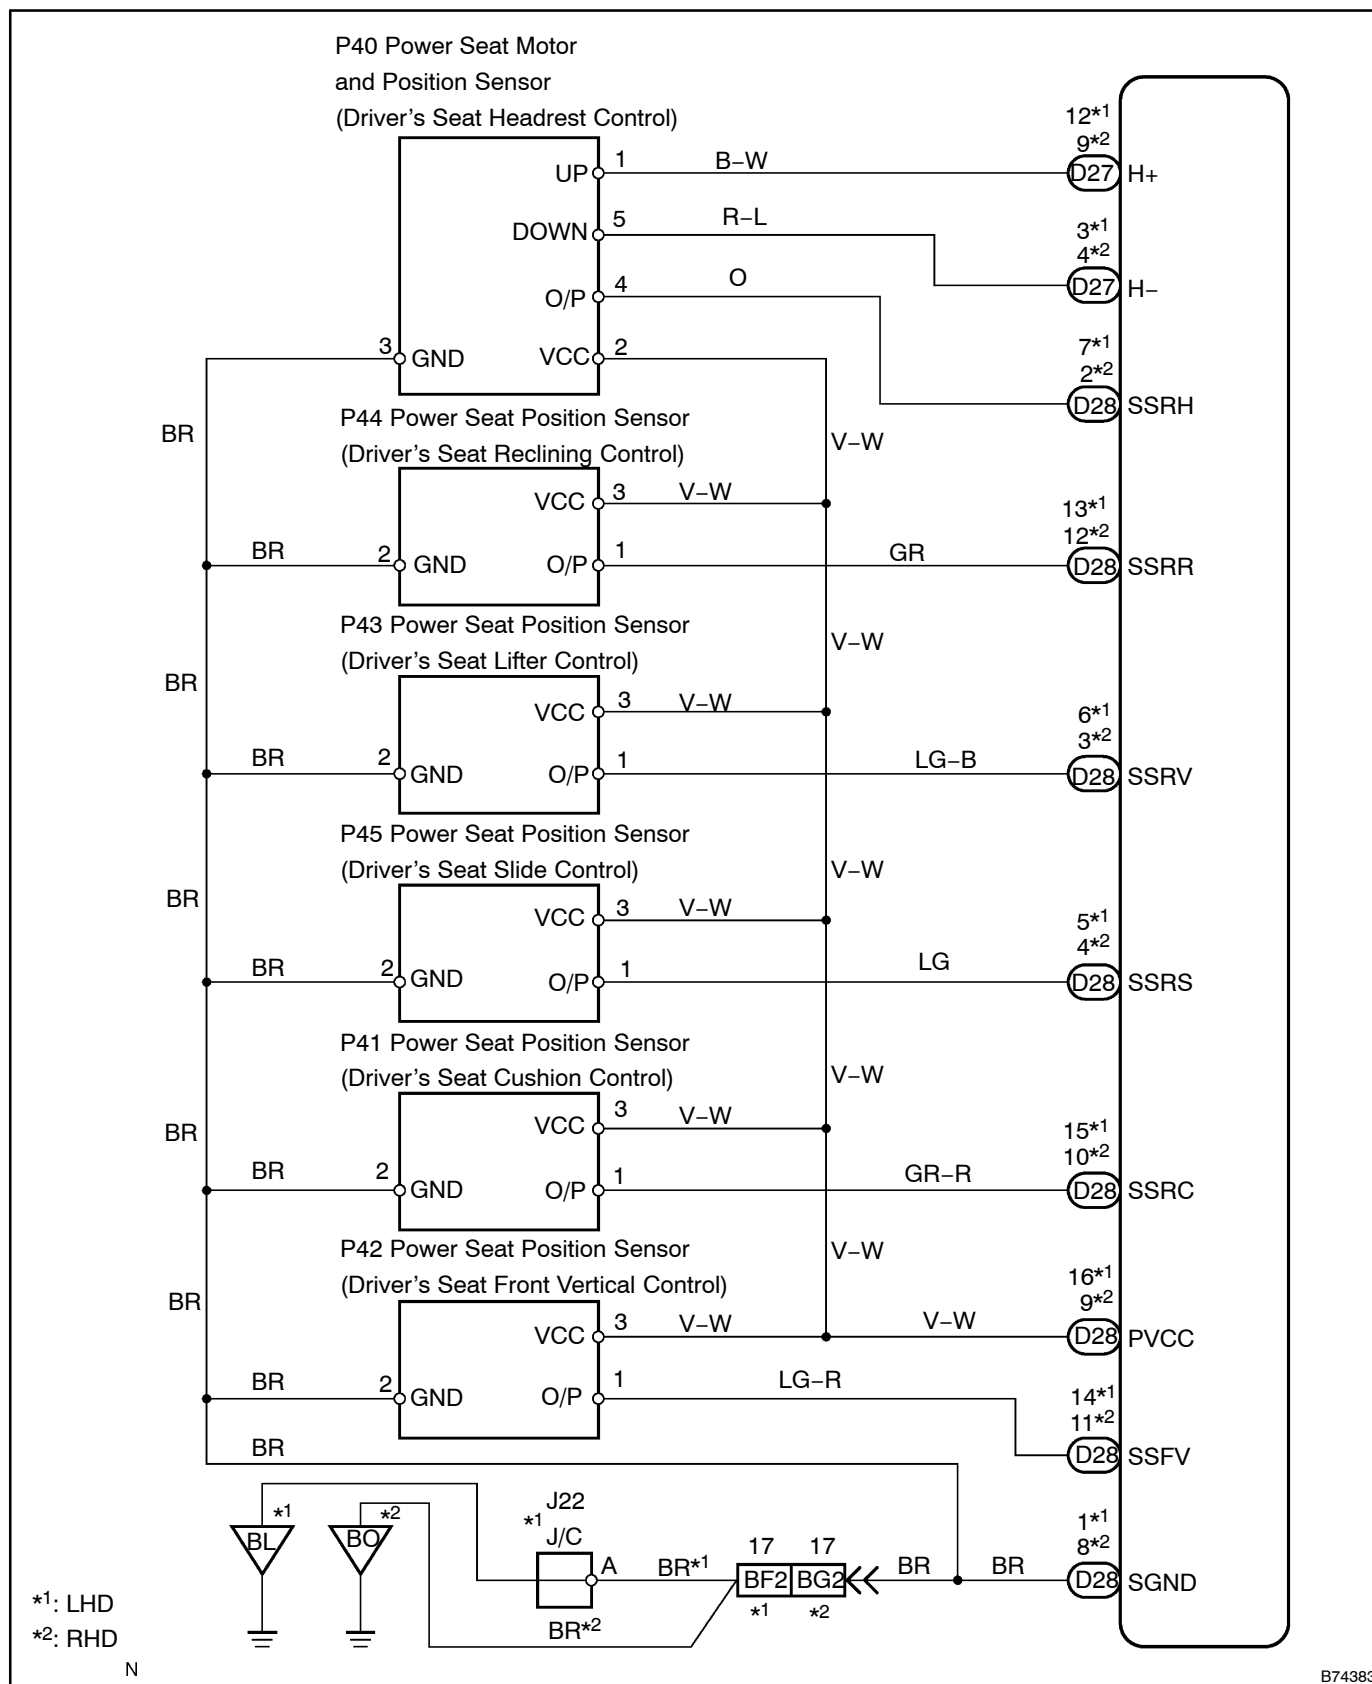 P40 Power Seat Motor
and Position Sensor
(Driver's Seat Headrest Control)
12*1
9*2
UP 1 B−W D27 H+
3*1
4*2
DOWN 5 R−L D27 H−
O/P 4 O
7*1
2*2
3 GND VCC 2
D28 SSRH
P44 Power Seat Position Sensor
BR
V−W
(Driver's Seat Reclining Control)
VCC 3 V−W
13*1
12*2
BR 2 GND O/P 1 GR D28 SSRR
P43 Power Seat Position Sensor
V−W
(Driver's Seat Lifter Control)
BR
VCC 3 V−W
6*1
3*2
BR 2 GND O/P 1 LG−B D28 SSRV
P45 Power Seat Position Sensor
(Driver's Seat Slide Control)
V−W
BR
VCC 3 V−W
5*1
4*2
BR 2 GND O/P 1 LG D28 SSRS
P41 Power Seat Position Sensor
(Driver's Seat Cushion Control)
V−W
BR
VCC 3 V−W
15*1
10*2
BR 2 GND O/P 1 GR−R D28 SSRC
P42 Power Seat Position Sensor
V−W
(Driver's Seat Front Vertical Control)
BR
16*1
9*2
VCC 3 V−W V−W D28 PVCC
BR 2 GND O/P 1 LG−R
14*1
11*2
D28 SSFV
BR
*1 *2
J22
*1 J/C
BL BO
A BR*1
17 17
BF2 BG2
*1 *2
BR BR
1*1
8*2
D28 SGND
BR*2
*1: LHD
*2: RHD
N
B74383